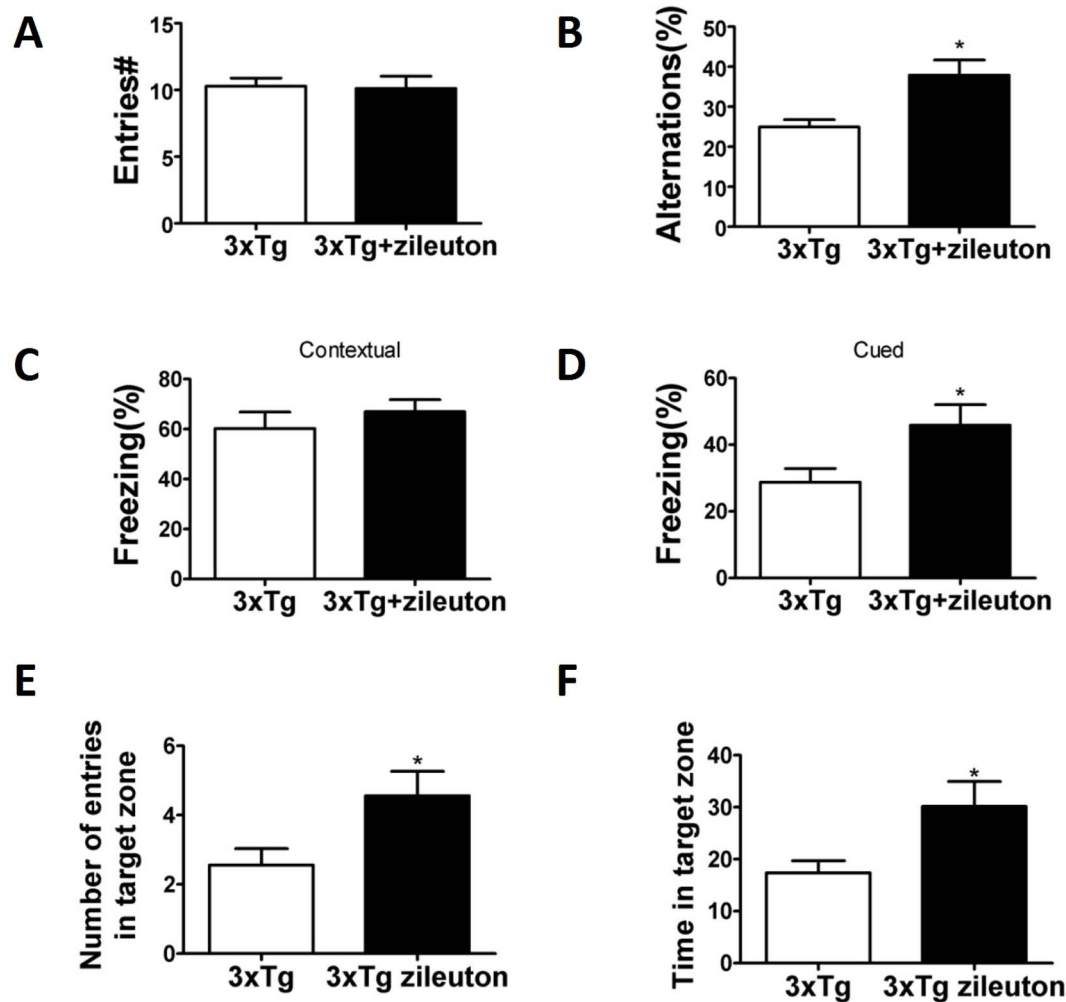 A
Entries#
15
10
5
0
3xTg 3xTg+zileuton
B
Alternations(%)
50
40
30
20
10
0
*
3xTg 3xTg+zileuton
C
Contextual
Freezing(%)
80
60
40
20
0
3xTg 3xTg+zileuton
D
Cued
Freezing(%)
60
40
20
0
*
3xTg 3xTg+zileuton
E
Number of entries
in target zone
6
4
2
0
*
3xTg 3xTg zileuton
F
Time in target zone
40
30
20
10
0
*
3xTg 3xTg zileuton